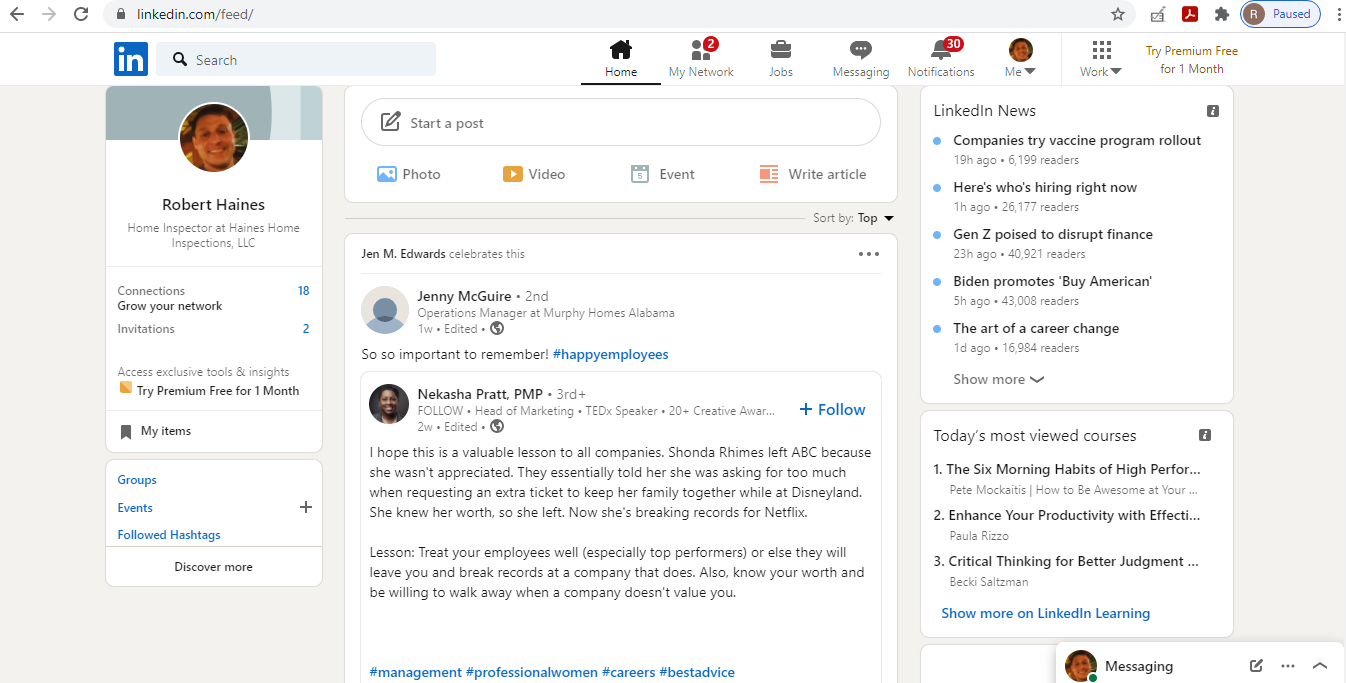 linkedin.com/feed/
R Paused
in
Search
2
30
Home
My Network
Jobs
Messaging
Notifications
Me
Work
Try Premium Free
for 1 Month
Robert Haines
Home Inspector at Haines Home
Inspections, LLC
Connections 18
Grow your network
Invitations 2
Access exclusive tools & insights
Try Premium Free for 1 Month
My items
Groups
Events +
Followed Hashtags
Discover more
Start a post
Photo
Video
5
Event
Write article
Sort by: Top
Jen M. Edwards celebrates this
Jenny McGuire • 2nd
Operations Manager at Murphy Homes Alabama
1w • Edited •
So so important to remember! #happyemployees
Nekasha Pratt, PMP • 3rd+
FOLLOW • Head of Marketing • TEDx Speaker • 20+ Creative Awar...
2w • Edited •
+ Follow
I hope this is a valuable lesson to all companies. Shonda Rhimes left ABC because
she wasn't appreciated. They essentially told her she was asking for too much
when requesting an extra ticket to keep her family together while at Disneyland.
She knew her worth, so she left. Now she's breaking records for Netflix.
Lesson: Treat your employees well (especially top performers) or else they will
leave you and break records at a company that does. Also, know your worth and
be willing to walk away when a company doesn't value you.
#management #professionalwomen #careers #bestadvice
LinkedIn News
Companies try vaccine program rollout
19h ago • 6,199 readers
Here's who's hiring right now
1h ago • 26,177 readers
Gen Z poised to disrupt finance
23h ago • 40,921 readers
Biden promotes 'Buy American'
5h ago • 43,008 readers
The art of a career change
1d ago • 16,984 readers
Show more
Today's most viewed courses
1. The Six Morning Habits of High Perfor...
Pete Mockaitis | How to Be Awesome at Your ...
2. Enhance Your Productivity with Effecti...
Paula Rizzo
3. Critical Thinking for Better Judgment ...
Becki Saltzman
Show more on LinkedIn Learning
Messaging